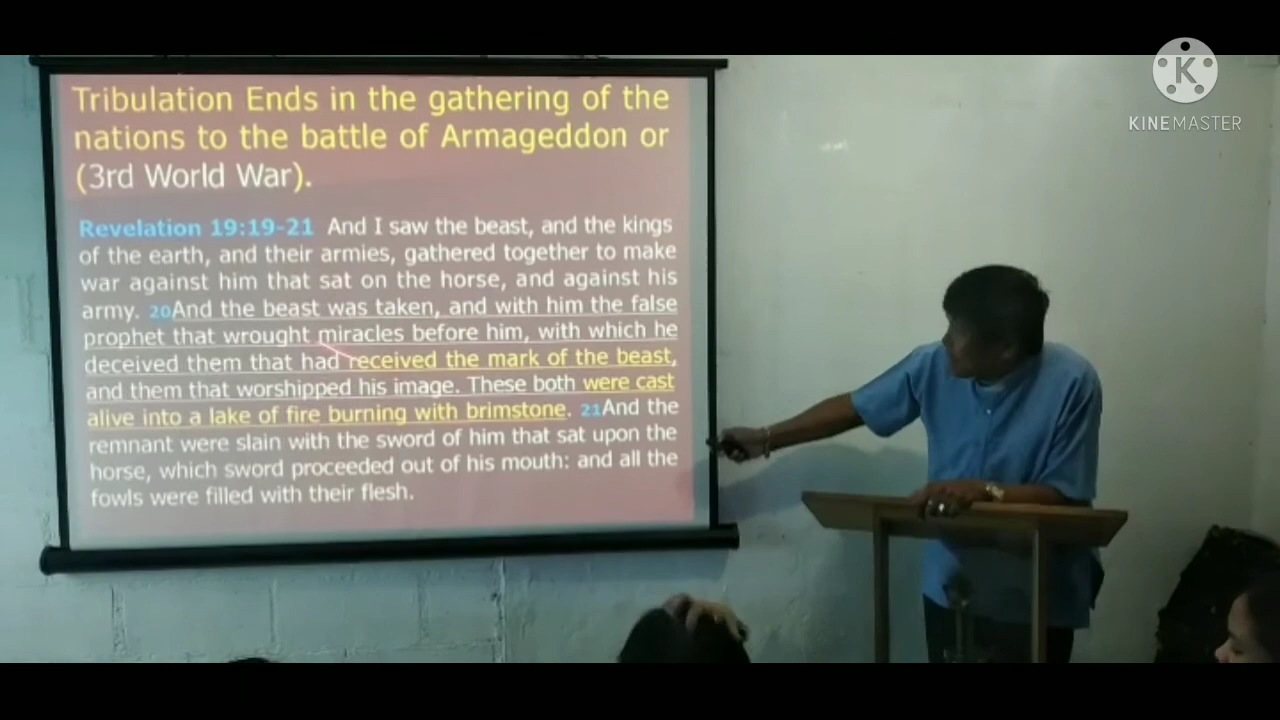 Tribulation Ends in the gathering of the
nations to the battle of Armageddon or
(3rd World War).
Revelation 19:19-21 And I saw the beast, and the kings
of the earth, and their armies, gathered together to make
war against him that sat on the horse, and against his
army. 20And the beast was taken, and with him the false
prophet that wrought miracles before him, with which he
deceived them that had received the mark of the beast,
and them that worshipped his image. These both were cast
alive into a lake of fire burning with brimstone. 21And the
remnant were slain with the sword of him that sat upon the
horse, which sword proceeded out of his mouth: and all the
fowls were filled with their flesh.
K
KINEMASTER